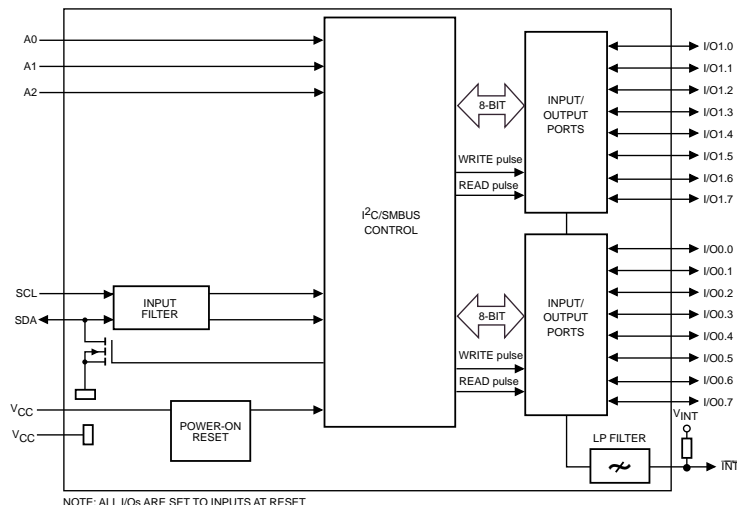 A0
A1
A2
SCL
SDA
VCC
VCC
INPUT
FILTER
POWER-ON
RESET
I2C/SMBUS
CONTROL
8-BIT
WRITE pulse
READ pulse
INPUT/
OUTPUT
PORTS
I/O1.0
I/O1.1
I/O1.2
I/O1.3
I/O1.4
I/O1.5
I/O1.6
I/O1.7
8-BIT
WRITE pulse
READ pulse
INPUT/
OUTPUT
PORTS
I/O0.0
I/O0.1
I/O0.2
I/O0.3
I/O0.4
I/O0.5
I/O0.6
I/O0.7
VINT
LP FILTER
INT
NOTE: ALL I/Os ARE SET TO INPUTS AT RESET